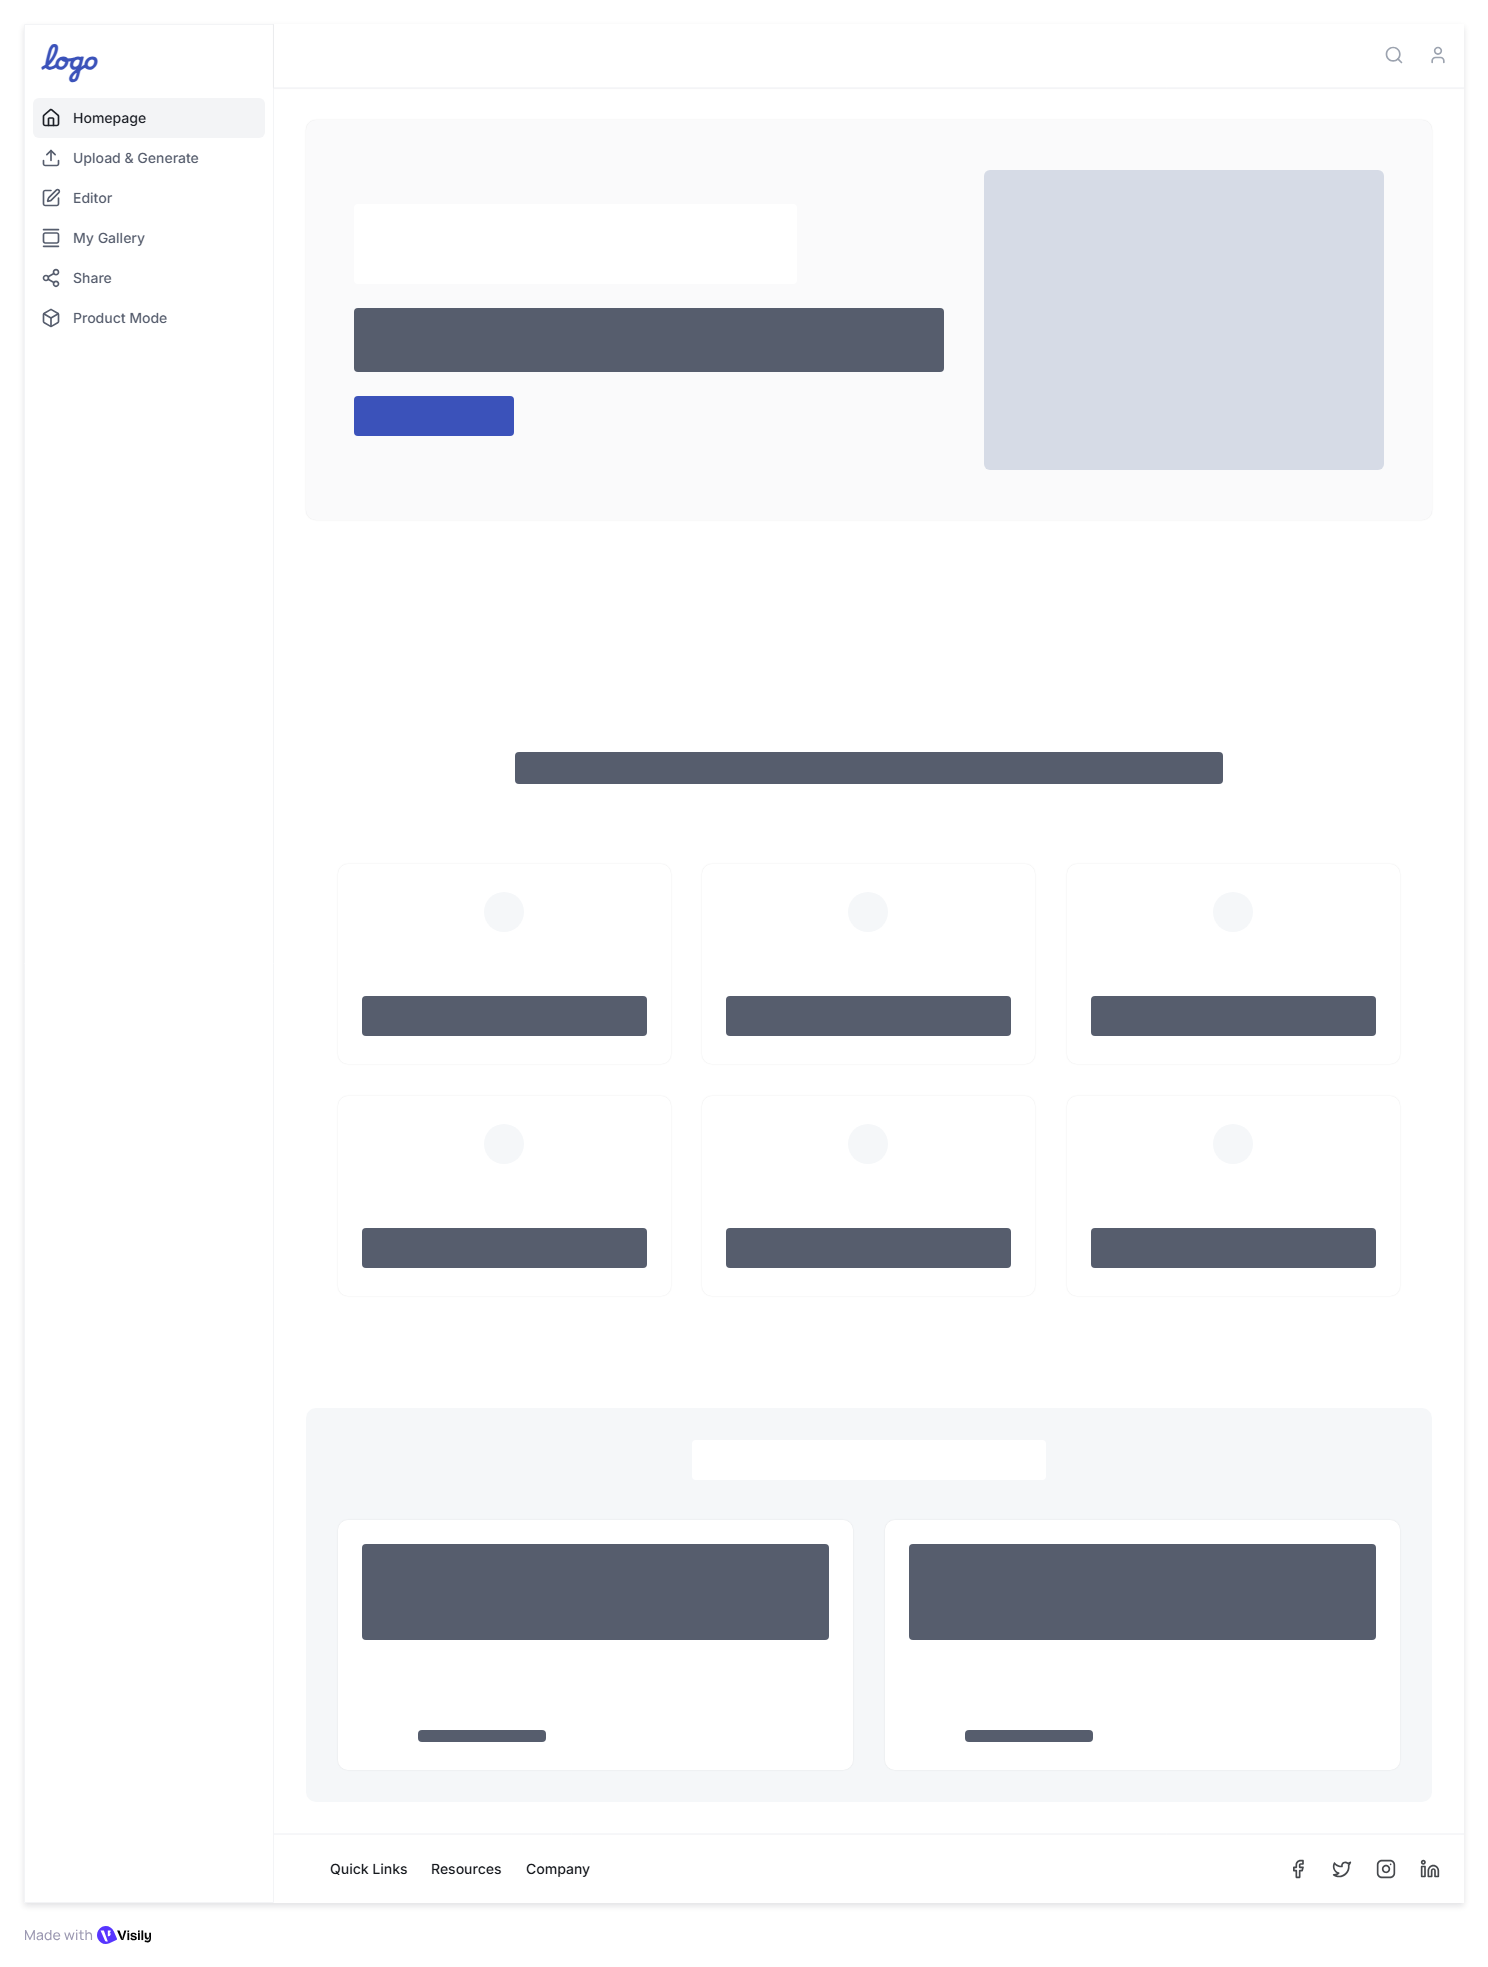 logo
Homepage
Upload & Generate
Editor
My Gallery
Share
Product Mode
Quick Links Resources Company
Made with Visily